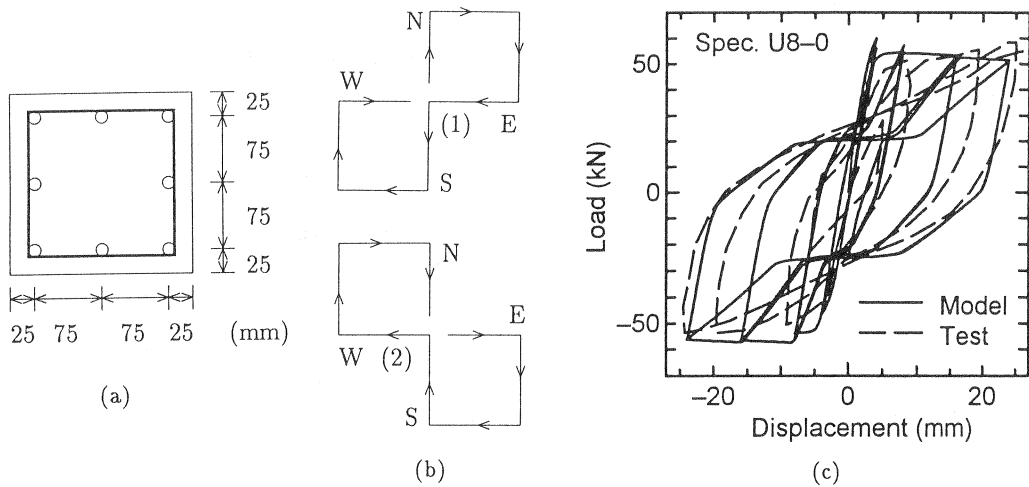 25
75
75
25
25 75 75 25 (mm)
(a)
N
W
(1)
E
S
N
E
W (2)
S
(b)
Spec. U8–0
50
0
–50
Load (kN)
Model
Test
–20 0 20
Displacement (mm)
(c)